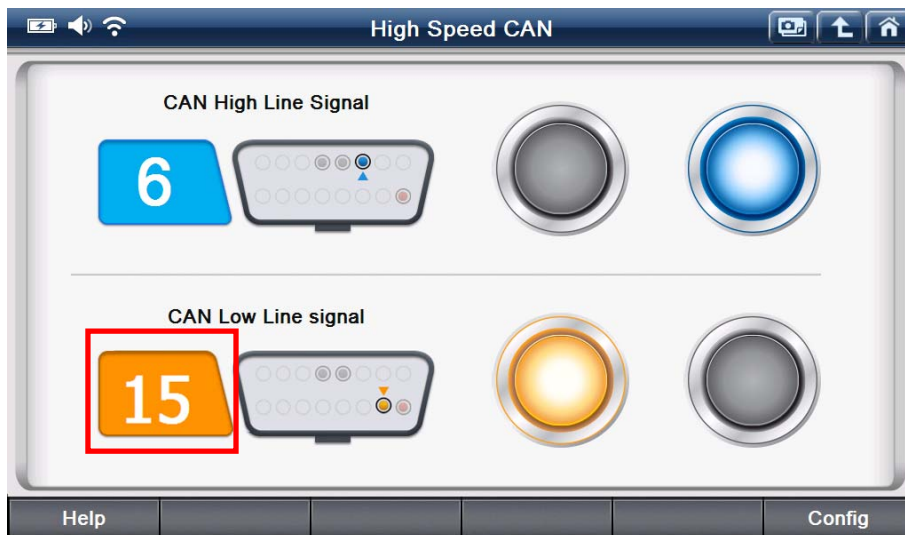 High Speed CAN
CAN High Line Signal
6
CAN Low Line signal
15
Help
Config